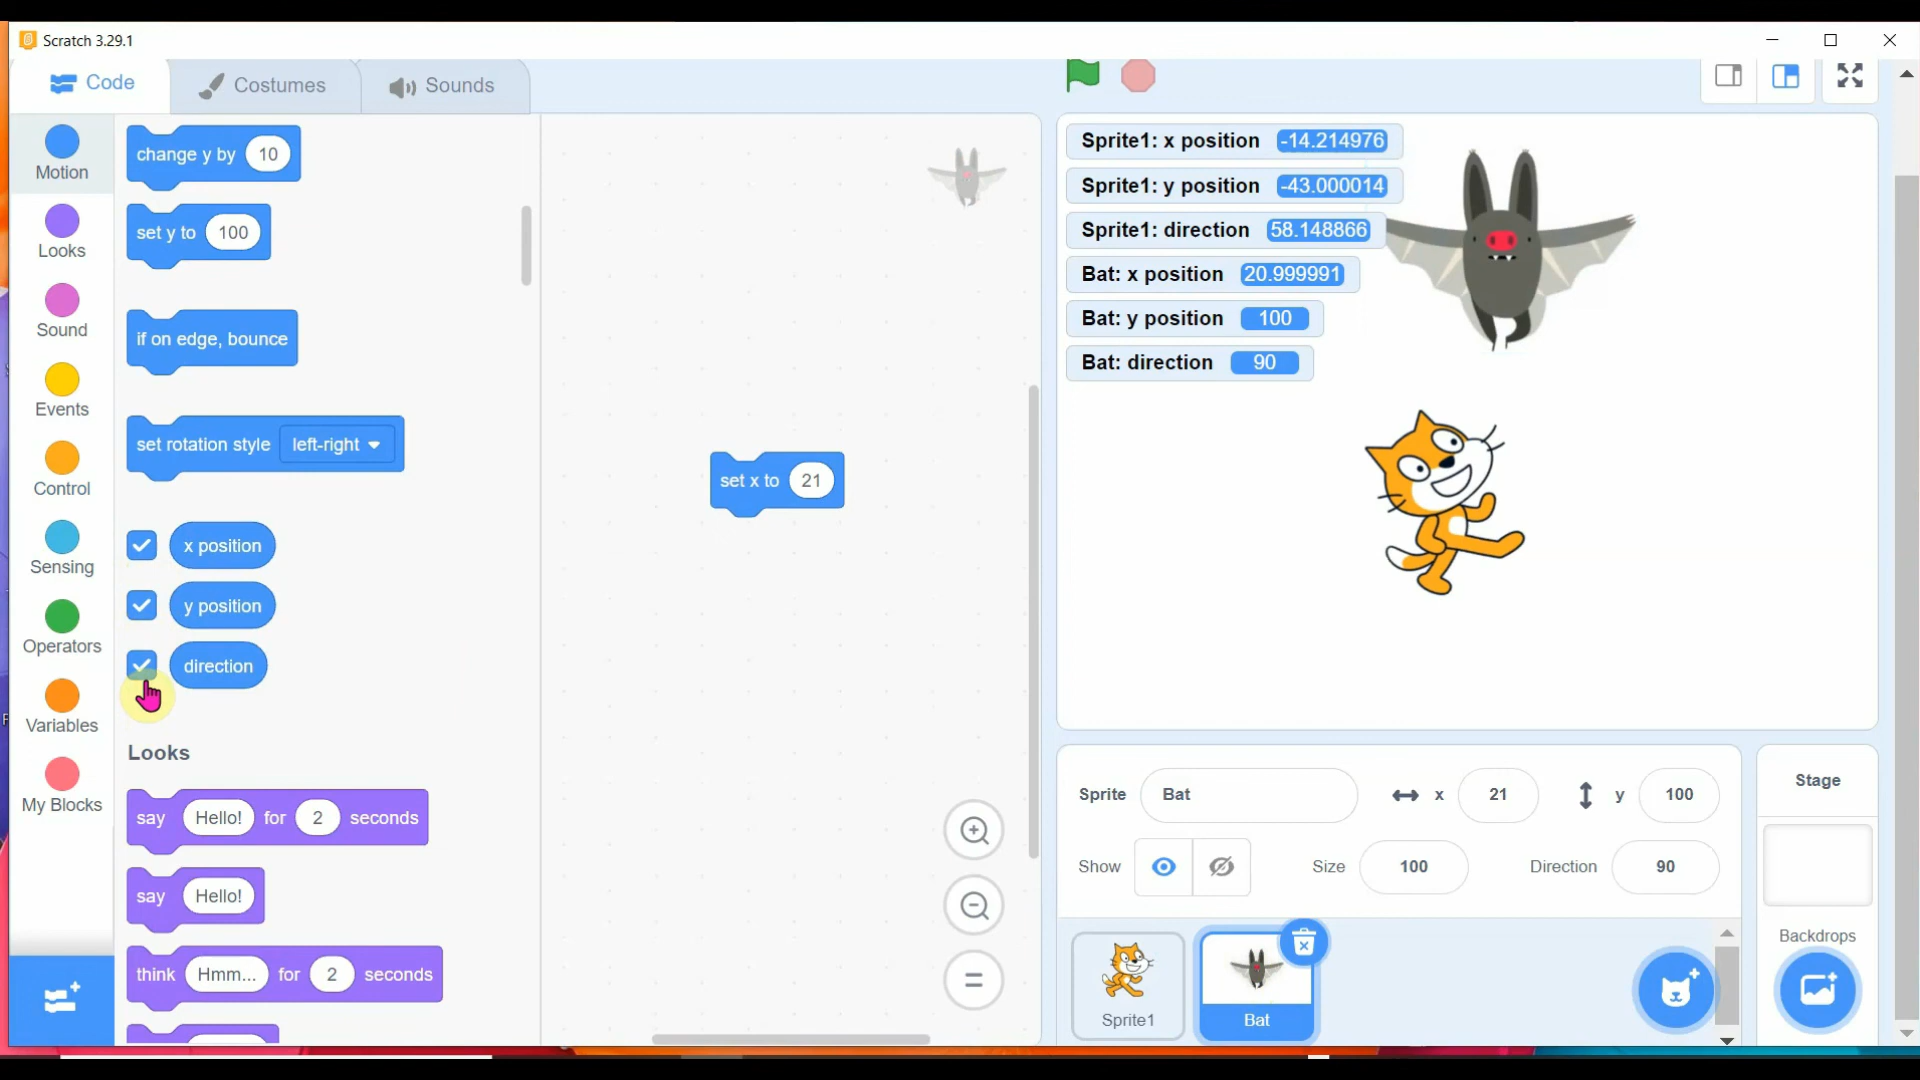 Scratch 3.29.1
Code
Costumes
Sounds
Motion
Looks
Sound
Events
Control
Sensing
Operators
Variables
My Blocks
change y by 10
set y to 100
if on edge, bounce
set rotation style left-right
x position
y position
direction
Looks
say Hello! for 2 seconds
say Hello!
think Hmm... for 2 seconds
set x to 21
Sprite1: x position -14.214976
Sprite1: y position -43.000014
Sprite1: direction 58.148866
Bat: x position 20.999991
Bat: y position 100
Bat: direction 90
Sprite Bat x 21 y 100
Show Size 100 Direction 90
Sprite1
Bat
Stage
Backdrops